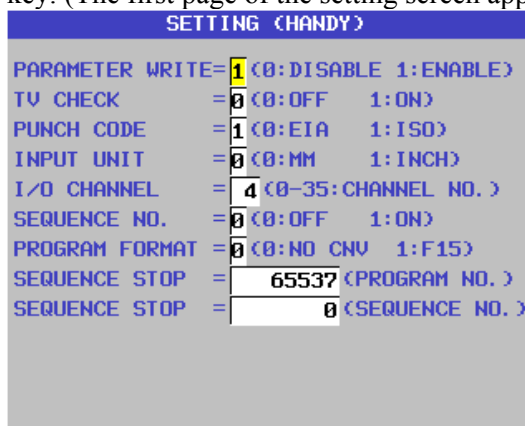 key. (The first page of the setting screen app
SETTING (HANDY)
PARAMETER WRITE= 1 (0:DISABLE 1:ENABLE)
TV CHECK = 0 (0:OFF 1:ON)
PUNCH CODE = 1 (0:EIA 1:ISO)
INPUT UNIT = 0 (0:MM 1:INCH)
I/O CHANNEL = 4 (0-35:CHANNEL NO.)
SEQUENCE NO. = 0 (0:OFF 1:ON)
PROGRAM FORMAT = 0 (0:NO CNV 1:F15)
SEQUENCE STOP = 65537 (PROGRAM NO.)
SEQUENCE STOP = 0 (SEQUENCE NO.)